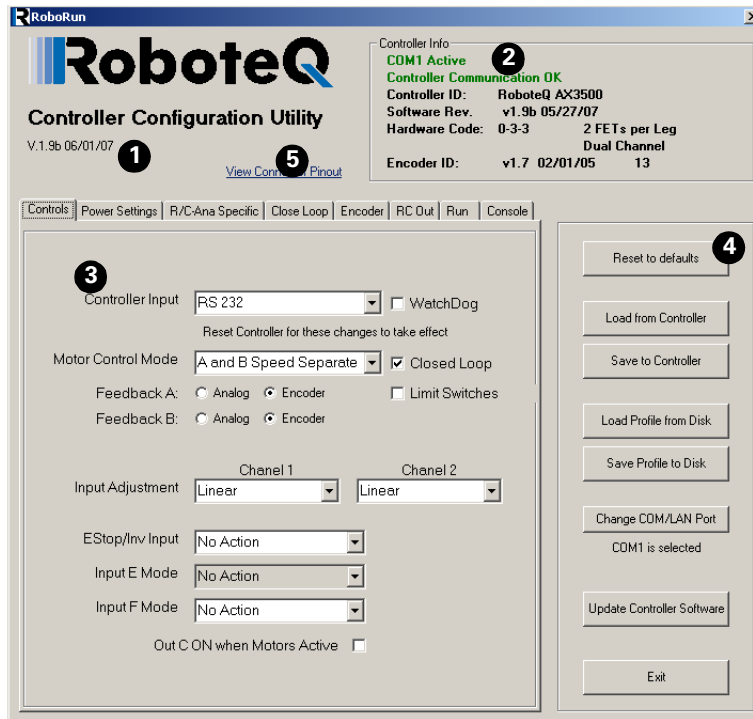 RoboRun
RoboteQ
Controller Configuration Utility
V.1.9b 06/01/07
1
5
View Connector Pinout
Controller Info
COM1 Active
2
Controller Communication OK
Controller ID: RoboteQ AX3500
Software Rev. v1.9b 05/27/07
Hardware Code: 0-3-3 2 FETs per Leg
Dual Channel
Encoder ID: v1.7 02/01/05 13
Controls Power Settings R/C-Ana Specific Close Loop Encoder RC Out Run Console
3
Controller Input RS 232 WatchDog
Reset Controller for these changes to take effect
Motor Control Mode A and B Speed Separate Closed Loop
Feedback A: Analog Encoder Limit Switches
Feedback B: Analog Encoder
Chanel 1 Chanel 2
Input Adjustment Linear Linear
EStop/Inv Input No Action
Input E Mode No Action
Input F Mode No Action
Out C ON when Motors Active
4
Reset to defaults
Load from Controller
Save to Controller
Load Profile from Disk
Save Profile to Disk
Change COM/LAN Port
COM1 is selected
Update Controller Software
Exit